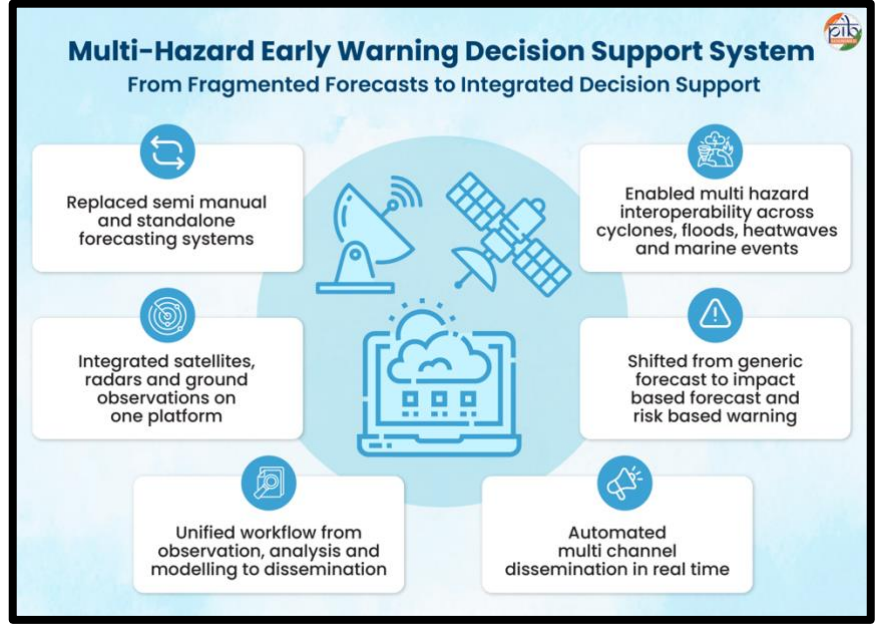 Multi-Hazard Early Warning Decision Support System
From Fragmented Forecasts to Integrated Decision Support
pib
Replaced semi manual
and standalone
forecasting systems
Enabled multi hazard
interoperability across
cyclones, floods, heatwaves
and marine events
Integrated satellites,
radars and ground
observations on
one platform
Shifted from generic
forecast to impact
based forecast and
risk based warning
Unified workflow from
observation, analysis and
modelling to dissemination
Automated
multi channel
dissemination in real time